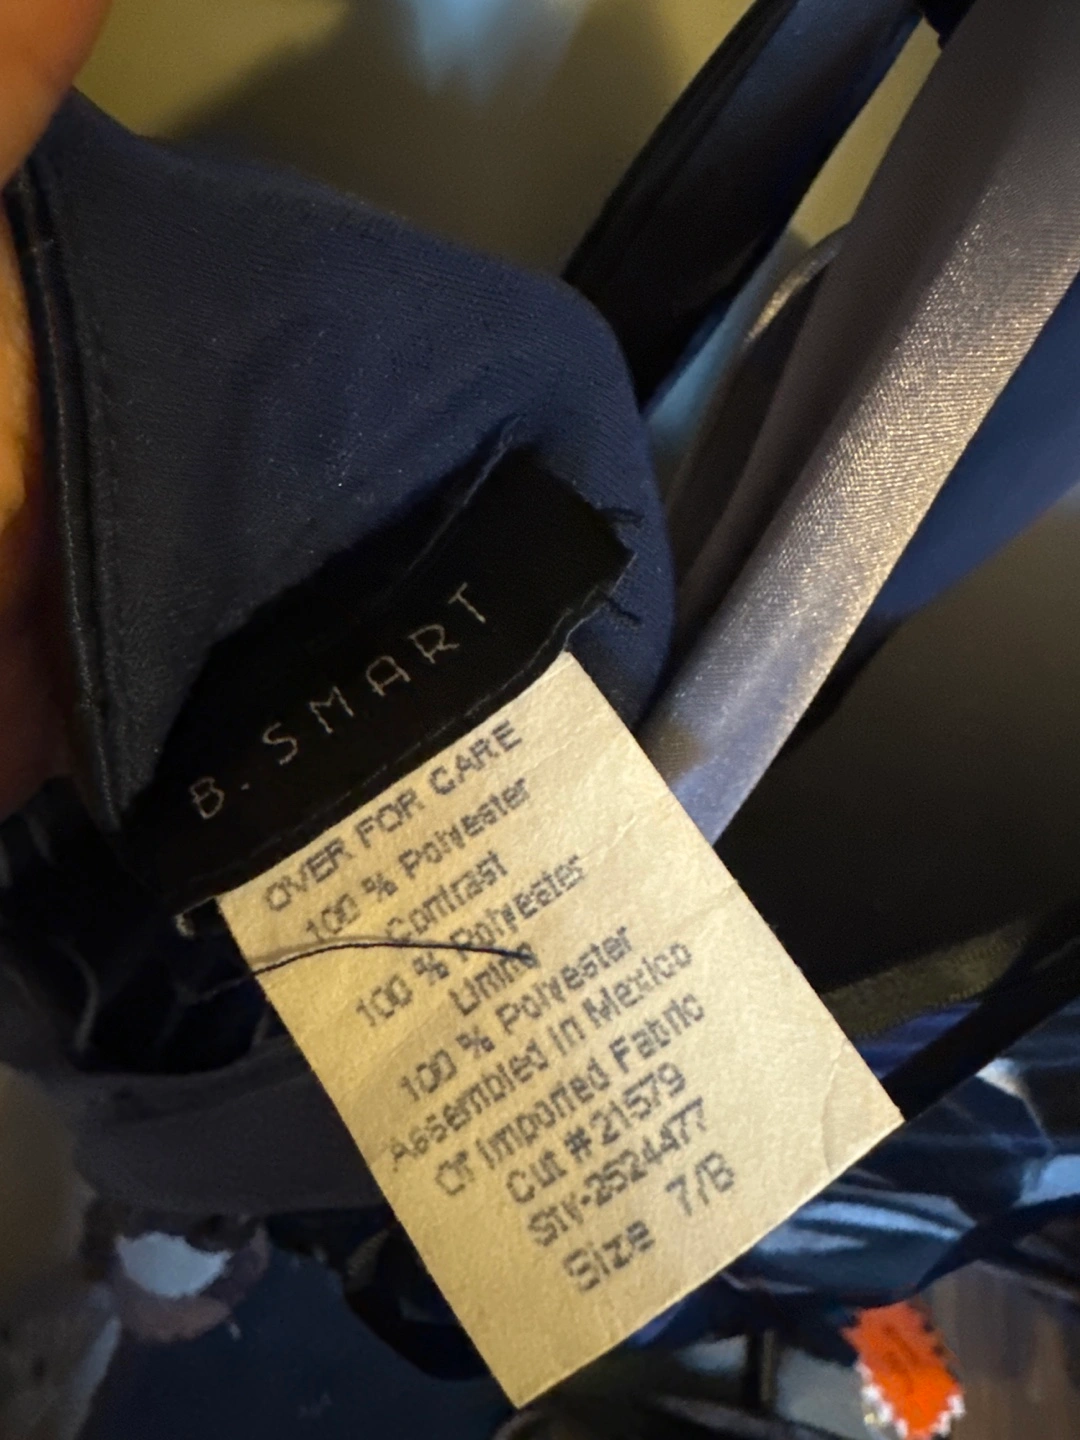 B. SMART
OVER FOR CARE
100 % Polyester
Contrast
100 % Polyester
Lining
100 % Polyester
Assembled in Mexico
Of Imported Fabric
Cut # 21579
Stv-2524477
Size 7/8